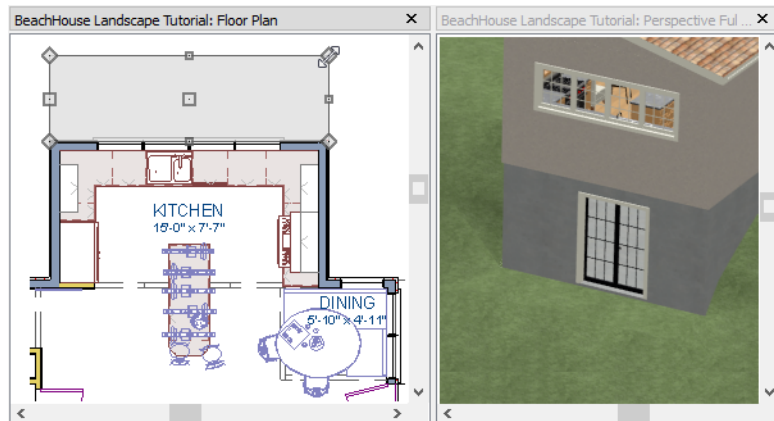 BeachHouse Landscape Tutorial: Floor Plan
BeachHouse Landscape Tutorial: Perspective Ful ...
KITCHEN
15'-0" x 7'-7"
DINING
5'-10" x 4'-11"